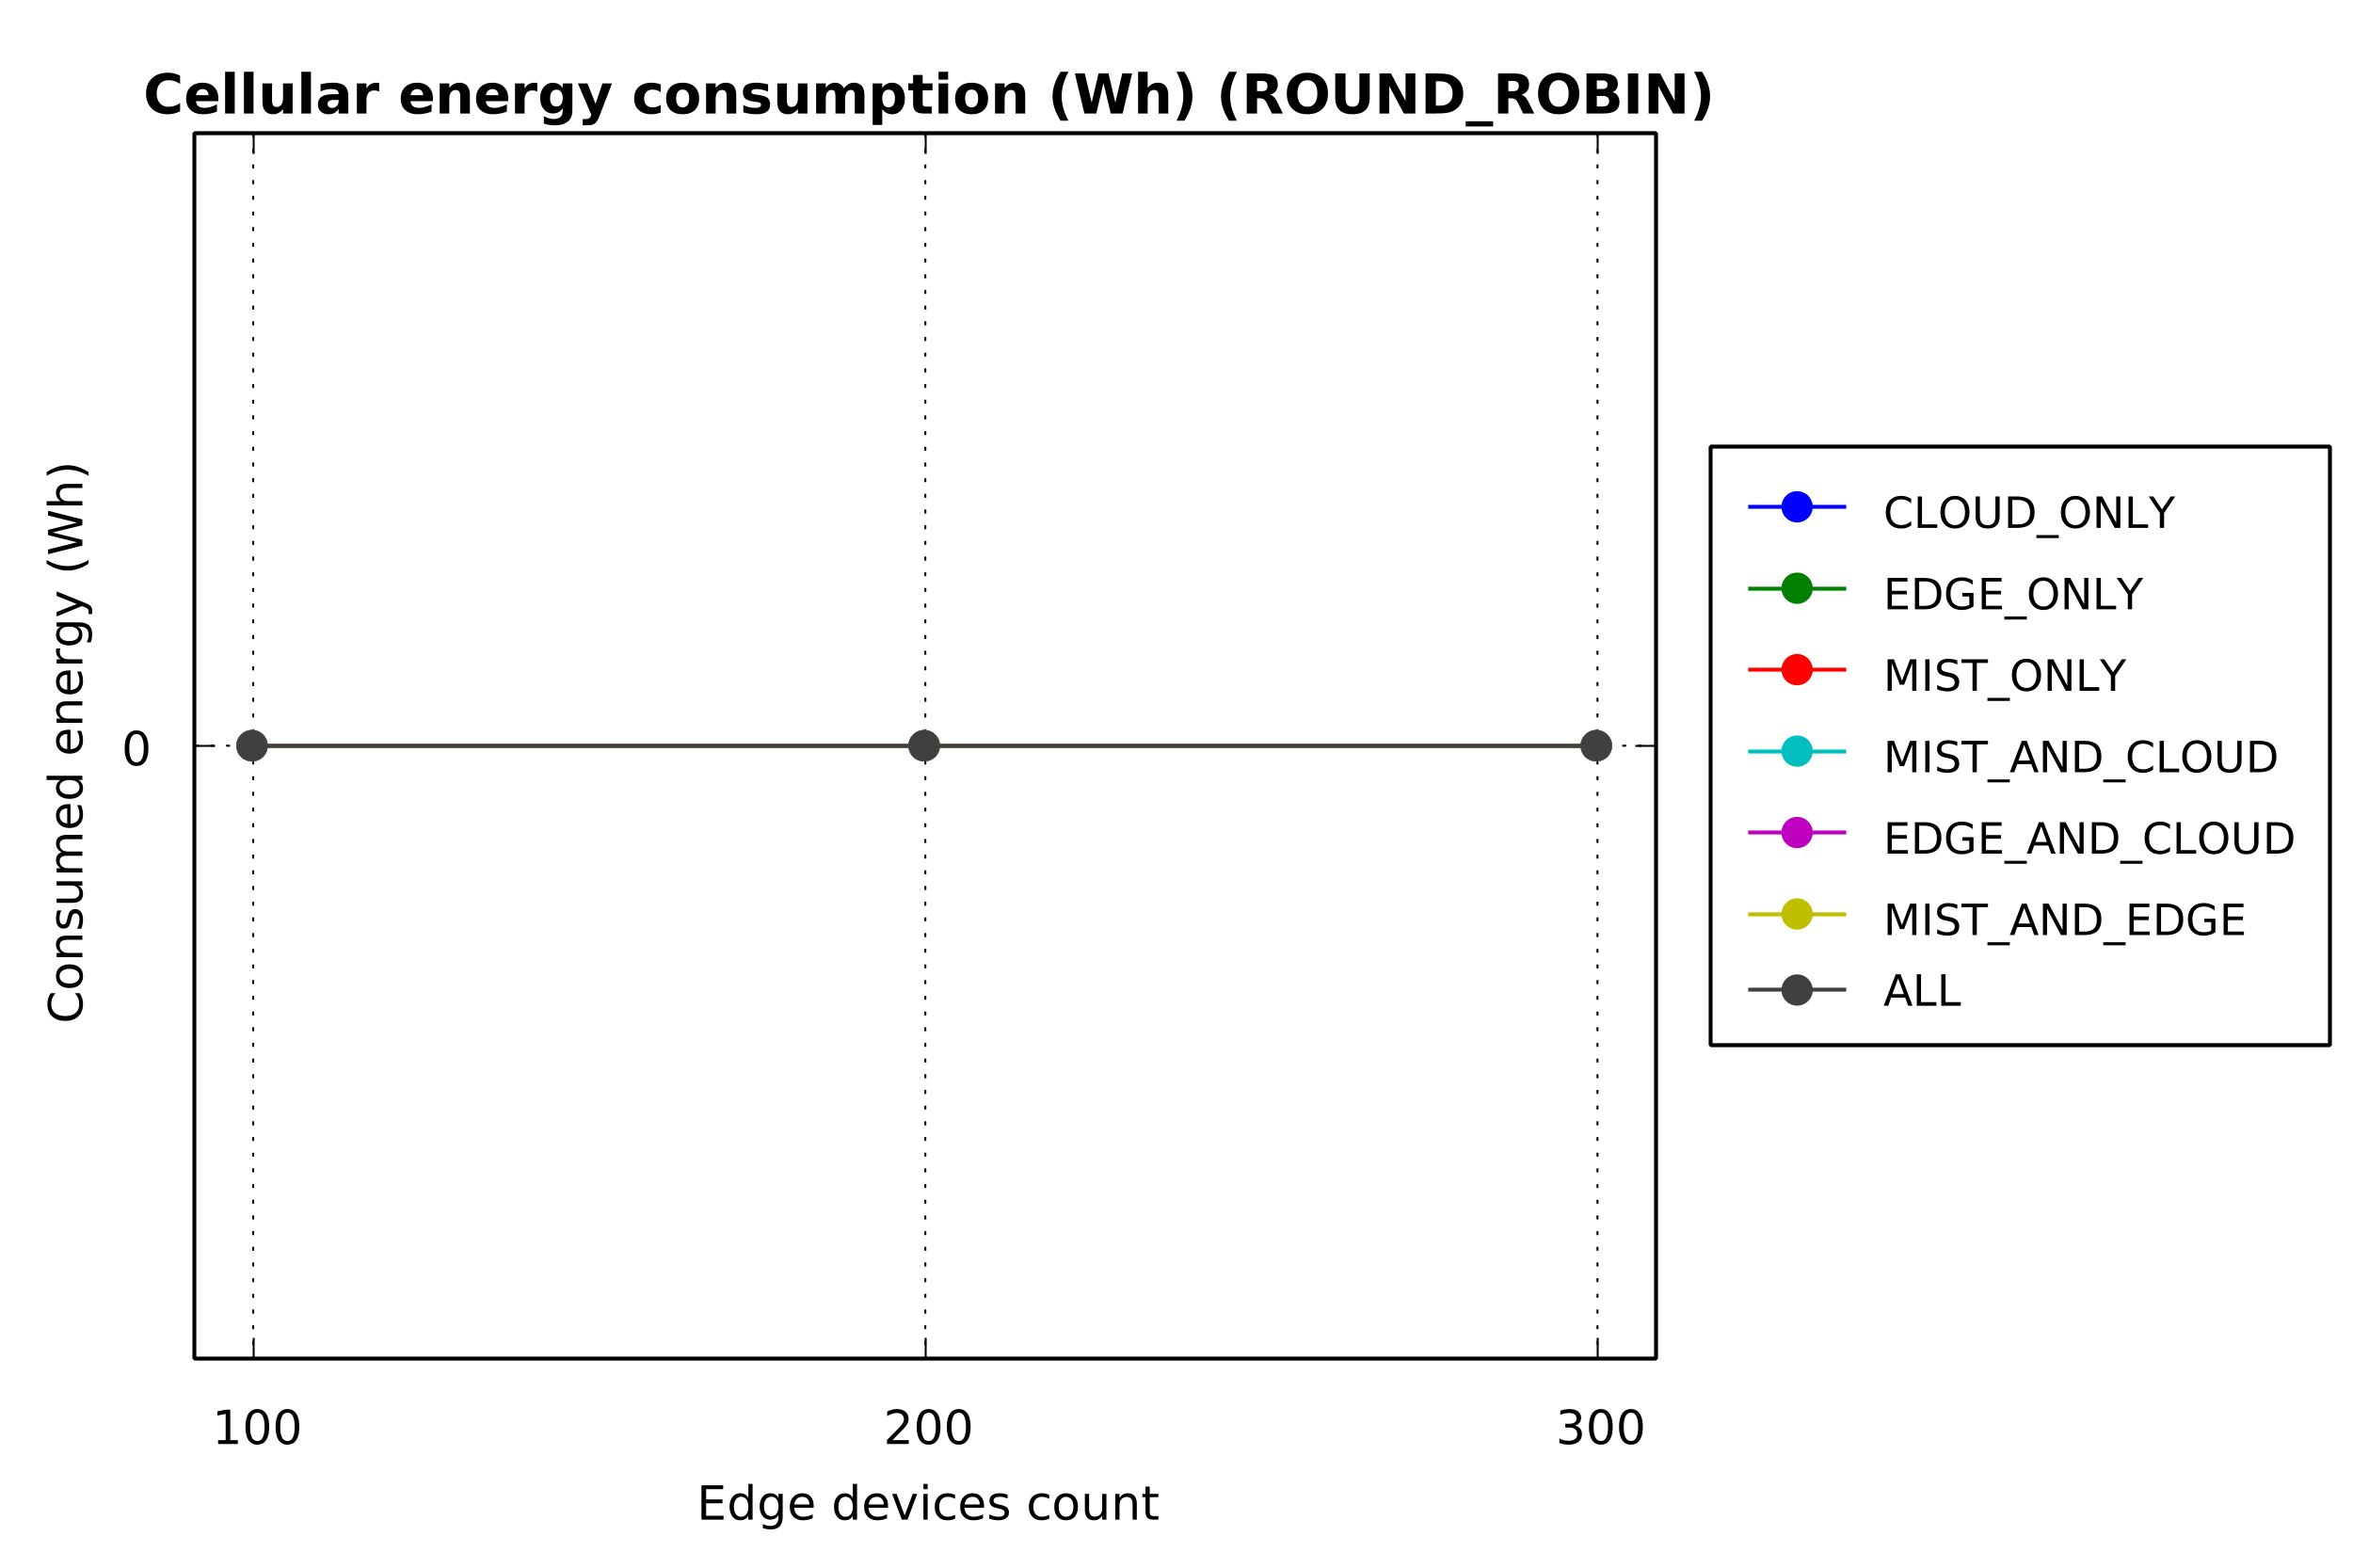 Cellular energy consumption (Wh) (ROUND_ROBIN)
Consumed energy (Wh)
0
100
200
300
Edge devices count
CLOUD_ONLY
EDGE_ONLY
MIST_ONLY
MIST_AND_CLOUD
EDGE_AND_CLOUD
MIST_AND_EDGE
ALL